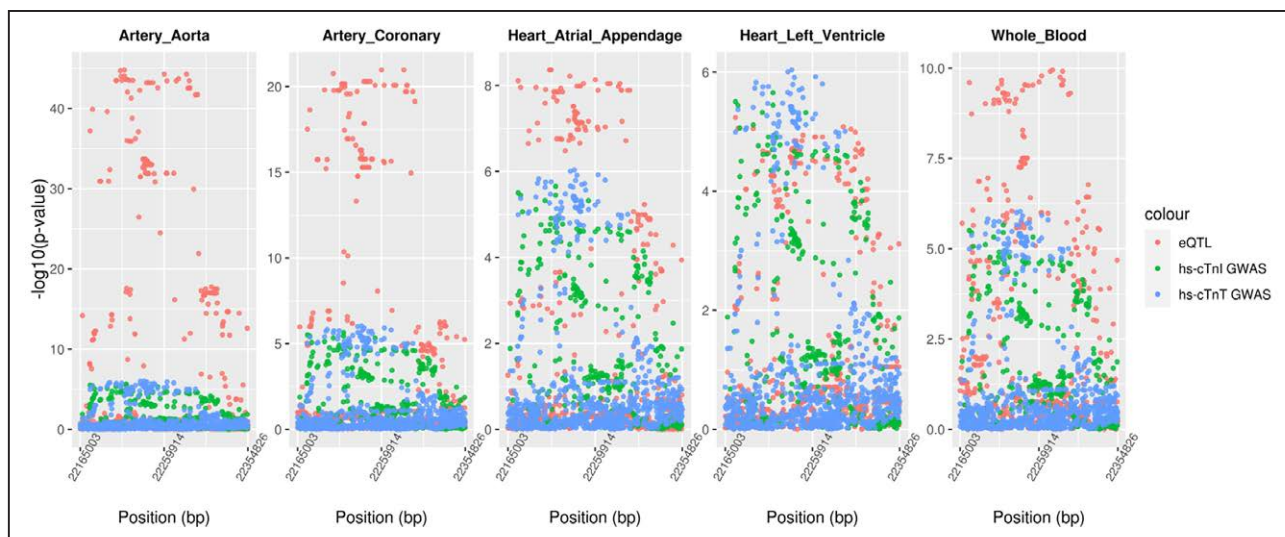 Artery_Aorta
Artery_Coronary
Heart_Atrial_Appendage
Heart_Left_Ventricle
Whole_Blood
-log10(p-value)
40
30
20
10
0
20
15
10
5
0
8
6
4
2
0
6
4
2
0
10.0
7.5
5.0
2.5
0.0
22165003
22259914
22354826
22165003
22259914
22354826
22165003
22259914
22354826
22165003
22259914
22354826
22165003
22259914
22354826
Position (bp)
Position (bp)
Position (bp)
Position (bp)
Position (bp)
colour
eQTL
hs-cTnI GWAS
hs-cTnT GWAS